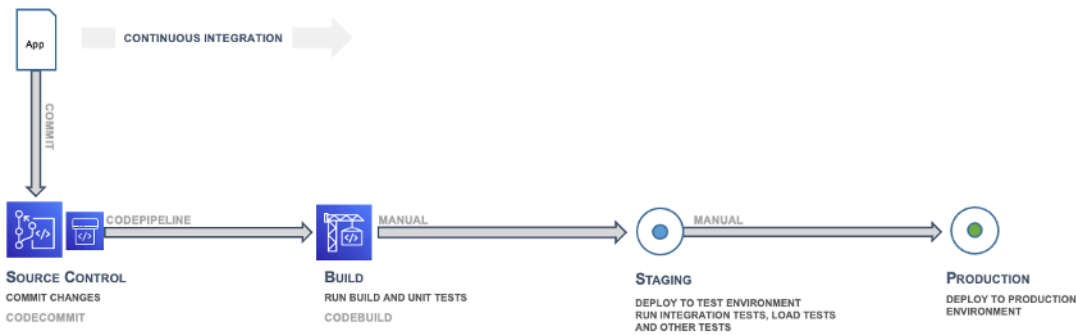 App
CONTINUOUS INTEGRATION
COMMIT
CODEPIPELINE
MANUAL
MANUAL
SOURCE CONTROL
COMMIT CHANGES
CODECOMMIT
BUILD
RUN BUILD AND UNIT TESTS
CODEBUILD
STAGING
DEPLOY TO TEST ENVIRONMENT
RUN INTEGRATION TESTS, LOAD TESTS
AND OTHER TESTS
PRODUCTION
DEPLOY TO PRODUCTION
ENVIRONMENT